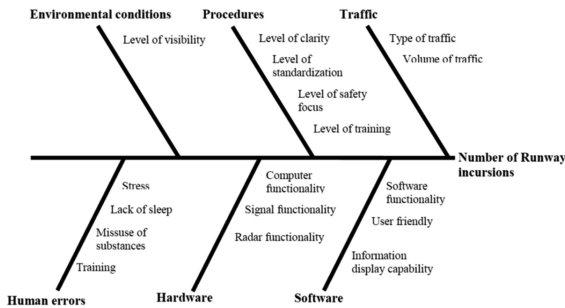 Environmental conditions
Procedures
Traffic
Level of visibility
Level of clarity
Level of
standardization
Level of safety
focus
Level of training
Type of traffic
Volume of traffic
Number of Runway
incursions
Stress
Lack of sleep
Missuse of
substances
Training
Computer
functionality
Signal functionality
Radar functionality
Software
functionality
User friendly
Information
display capability
Human errors
Hardware
Software